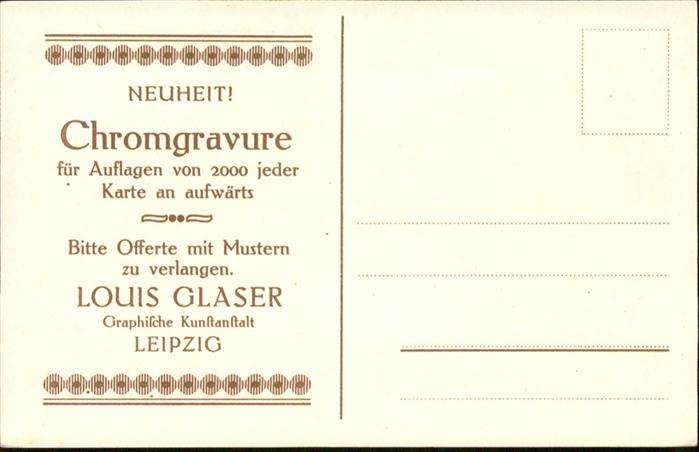 NEUHEIT!
Chromgravure
für Auflagen von 2000 jeder
Karte an aufwärts
Bitte Offerte mit Mustern
zu verlangen.
LOUIS GLASER
Graphiſche Kunſtanſtalt
LEIPZIG